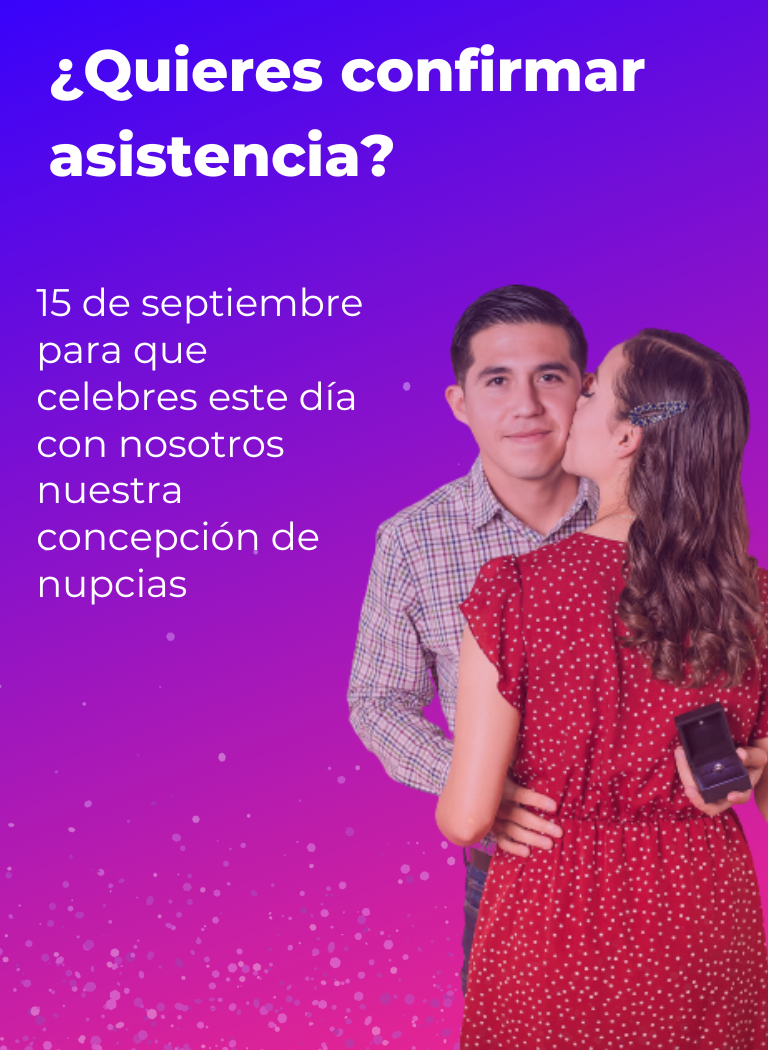 ¿Quieres confirmar
asistencia?
15 de septiembre
para que
celebres este día
con nosotros
nuestra
concepción de
nupcias